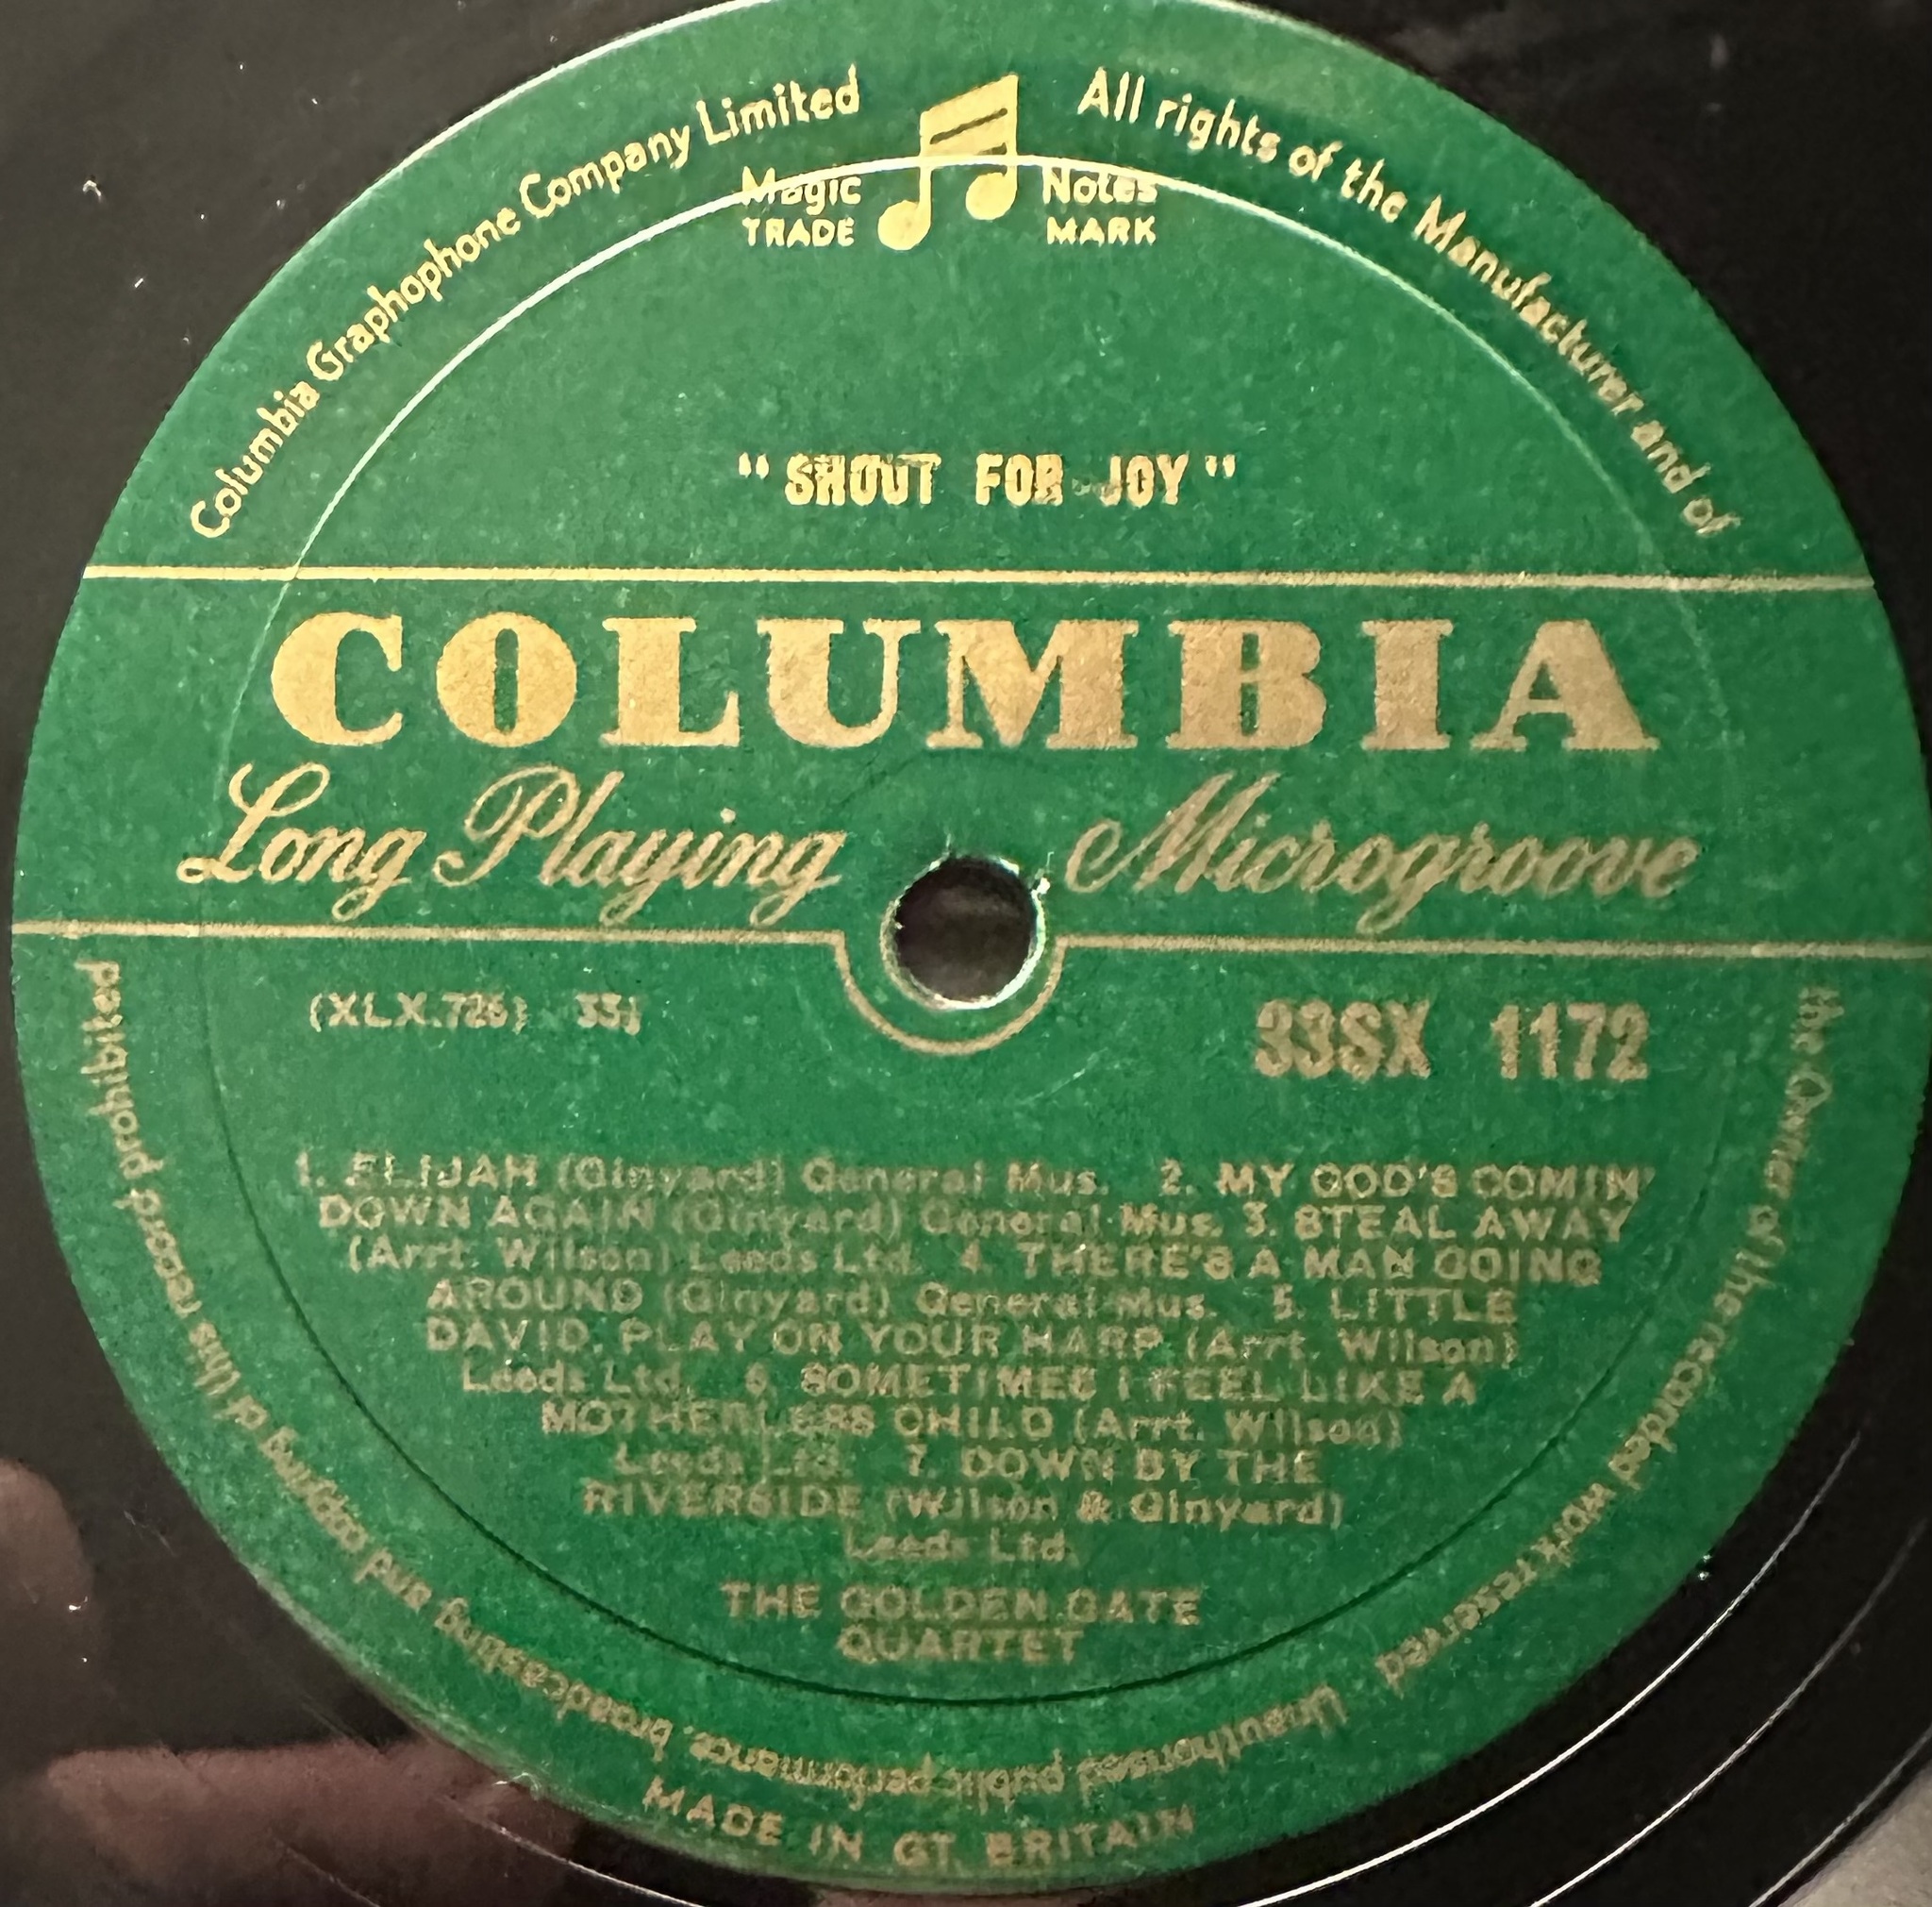 Columbia Graphophone Company Limited
All rights of the Manufacturer and of
the Owner of the recorded work reserved
Unauthorised public performance, broadcasting and copying of this record prohibited
Magic Notes
TRADE MARK
" SHOUT FOR JOY "
COLUMBIA
Long Playing Microgroove
(XLX.726) 33⅓
33SX 1172
1. ELIJAH (Ginyard) General Mus. 2. MY GOD'S COMIN'
DOWN AGAIN (Ginyard) General Mus. 3. STEAL AWAY
(Arrt. Wilson) Leeds Ltd. 4. THERE'S A MAN GOING
AROUND (Ginyard) General Mus. 5. LITTLE
DAVID, PLAY ON YOUR HARP (Arrt. Wilson)
Leeds Ltd. 6. SOMETIMES I FEEL LIKE A
MOTHERLESS CHILD (Arrt. Wilson)
Leeds Ltd. 7. DOWN BY THE
RIVERSIDE (Wilson & Ginyard)
Leeds Ltd.
THE GOLDEN GATE
QUARTET
MADE IN GT. BRITAIN